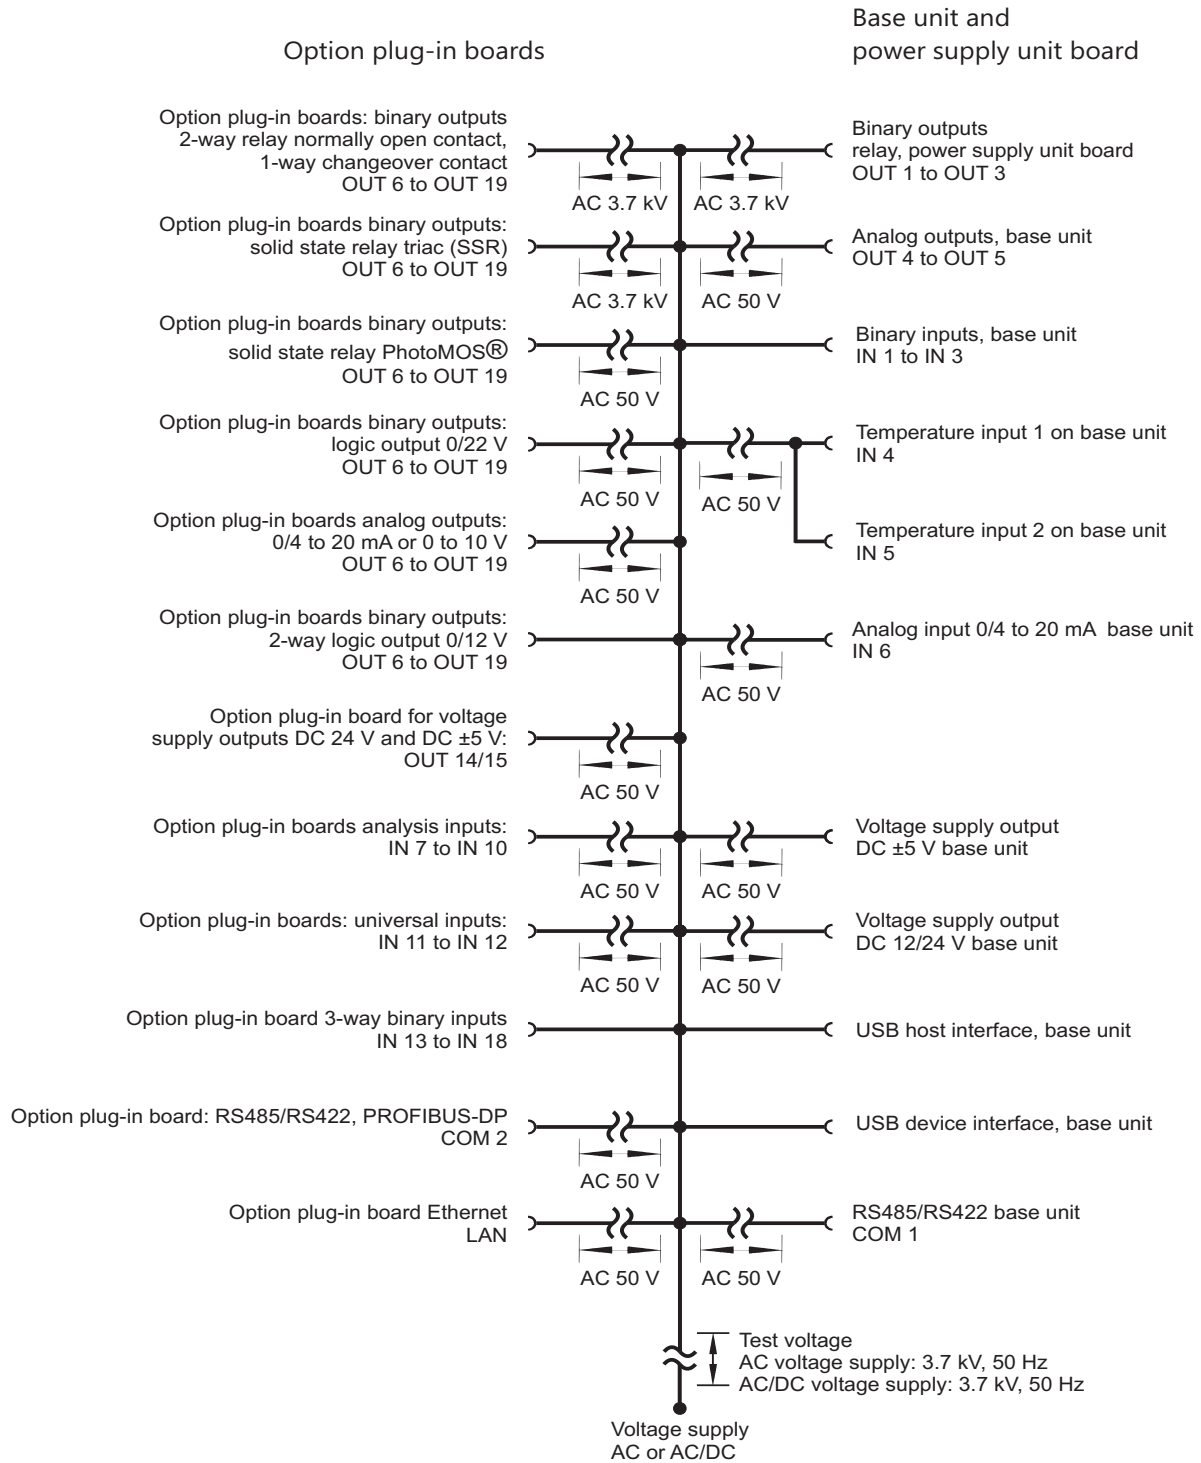 Option plug-in boards
Base unit and
power supply unit board
Option plug-in boards: binary outputs
2-way relay normally open contact,
1-way changeover contact
OUT 6 to OUT 19
AC 3.7 kV
AC 3.7 kV
Binary outputs
relay, power supply unit board
OUT 1 to OUT 3
Option plug-in boards binary outputs:
solid state relay triac (SSR)
OUT 6 to OUT 19
AC 3.7 kV
AC 50 V
Analog outputs, base unit
OUT 4 to OUT 5
Option plug-in boards binary outputs:
solid state relay PhotoMOS®
OUT 6 to OUT 19
AC 50 V
Binary inputs, base unit
IN 1 to IN 3
Option plug-in boards binary outputs:
logic output 0/22 V
OUT 6 to OUT 19
AC 50 V
AC 50 V
Temperature input 1 on base unit
IN 4
Option plug-in boards analog outputs:
0/4 to 20 mA or 0 to 10 V
OUT 6 to OUT 19
AC 50 V
Temperature input 2 on base unit
IN 5
Option plug-in boards binary outputs:
2-way logic output 0/12 V
OUT 6 to OUT 19
AC 50 V
Analog input 0/4 to 20 mA base unit
IN 6
Option plug-in board for voltage
supply outputs DC 24 V and DC ±5 V:
OUT 14/15
AC 50 V
Option plug-in boards analysis inputs:
IN 7 to IN 10
AC 50 V
AC 50 V
Voltage supply output
DC ±5 V base unit
Option plug-in boards: universal inputs:
IN 11 to IN 12
AC 50 V
AC 50 V
Voltage supply output
DC 12/24 V base unit
Option plug-in board 3-way binary inputs
IN 13 to IN 18
USB host interface, base unit
Option plug-in board: RS485/RS422, PROFIBUS-DP
COM 2
AC 50 V
USB device interface, base unit
Option plug-in board Ethernet
LAN
AC 50 V
AC 50 V
RS485/RS422 base unit
COM 1
Test voltage
AC voltage supply: 3.7 kV, 50 Hz
AC/DC voltage supply: 3.7 kV, 50 Hz
Voltage supply
AC or AC/DC